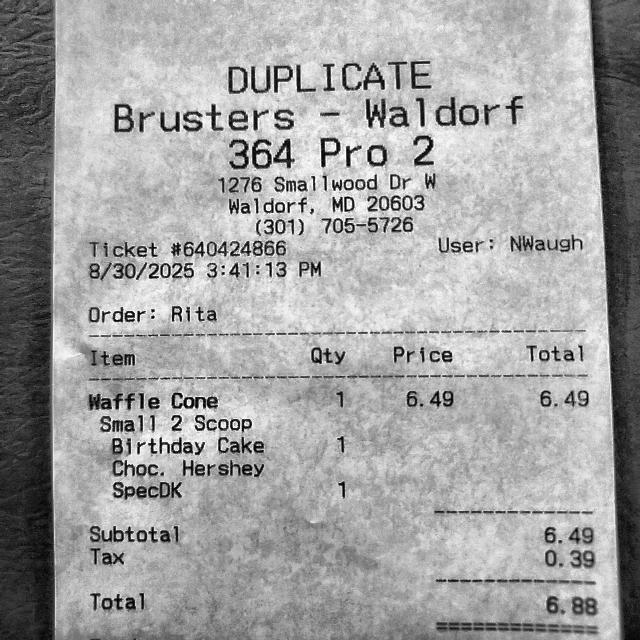 DUPLICATE
Brusters - Waldorf
364 Pro 2
1276 Smallwood Dr W
Waldorf, MD 20603
(301) 705-5726
Ticket #640424866 User: NWaugh
8/30/2025 3:41:13 PM
Order: Rita
Item Qty Price Total
Waffle Cone 1 6.49 6.49
Small 2 Scoop
Birthday Cake 1
Choc. Hershey
SpecDK 1
Subtotal 6.49
Tax 0.39
Total 6.88